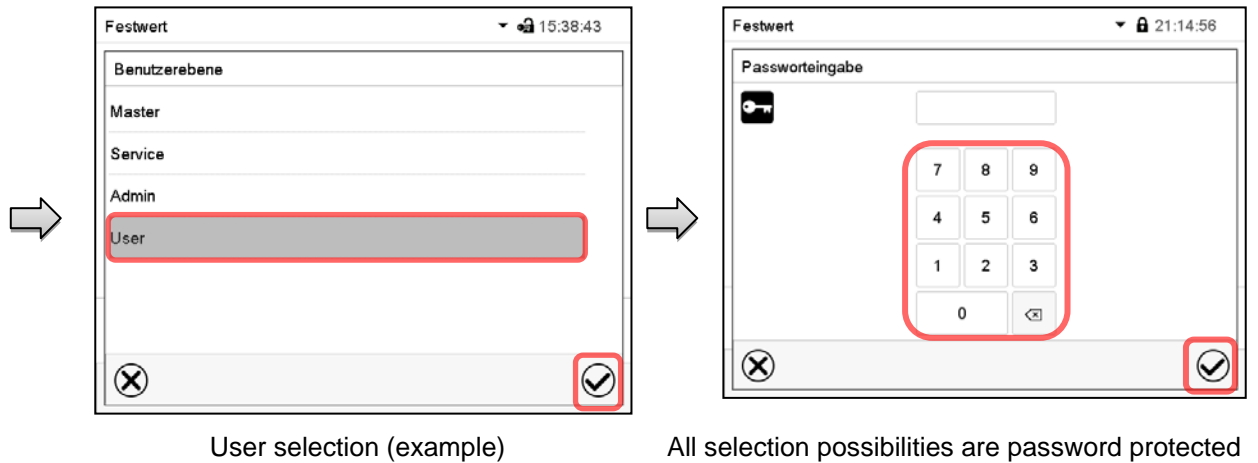 Festwert
15:38:43
Benutzerebene
Master
Service
Admin
User
User selection (example)
Festwert
21:14:56
Passworteingabe
7 8 9
4 5 6
1 2 3
0
All selection possibilities are password protected